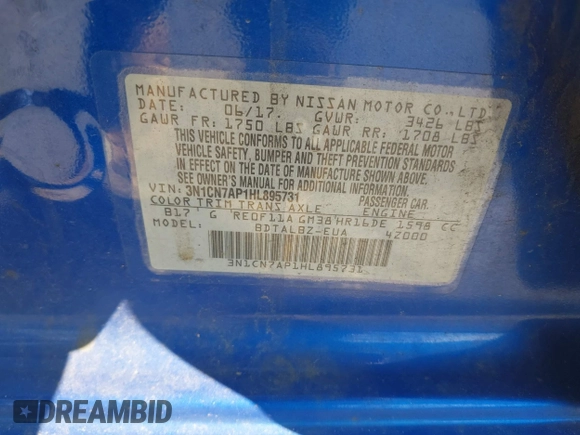 MANUFACTURED BY NISSAN MOTOR CO., LTD.
DATE: 06/17. GVWR: 3426 LBS
GAWR FR: 1750 LBS GAWR RR: 1708 LBS
THIS VEHICLE CONFORMS TO ALL APPLICABLE FEDERAL MOTOR
VEHICLE SAFETY, BUMPER AND THEFT PREVENTION STANDARDS
IN EFFECT ON THE DATE OF MANUFACTURE SHOWN ABOVE.
SEE OWNER'S MANUAL FOR ADDITIONAL INFORMATION.
VIN: 3N1CN7AP1HL895731 PASSENGER CAR.
COLOR TRIM TRANS AXLE ENGINE
B17 G RE0F11A GM38 HR16DE 1598 CC
MODEL: BDTALBZ-EUA 42000
3N1CN7AP1HL895731
DREAMBID